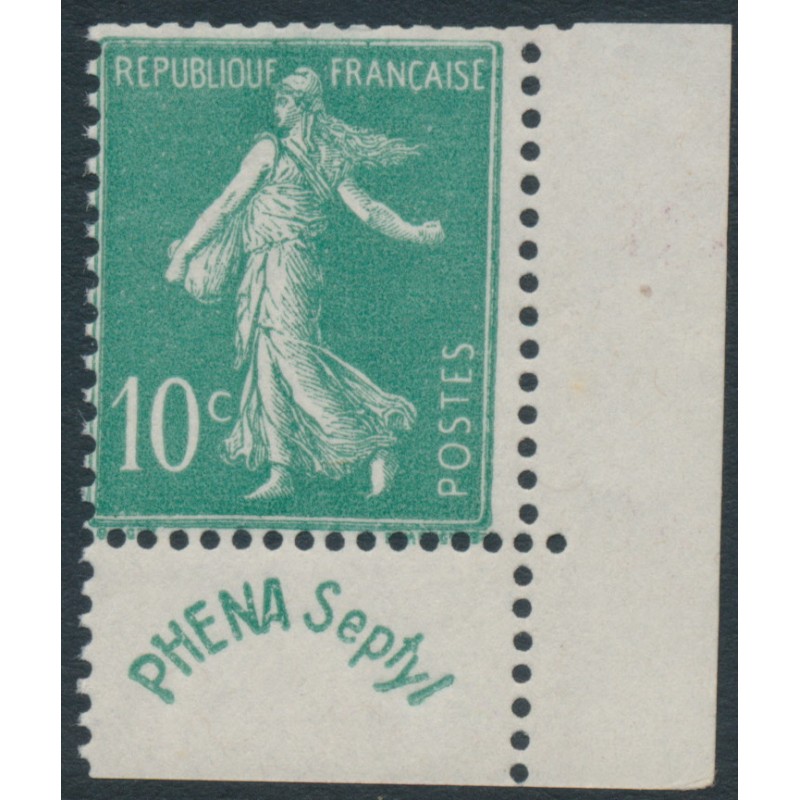 REPUBLIQUE FRANÇAISE
10c
POSTES
PHENA Septyl